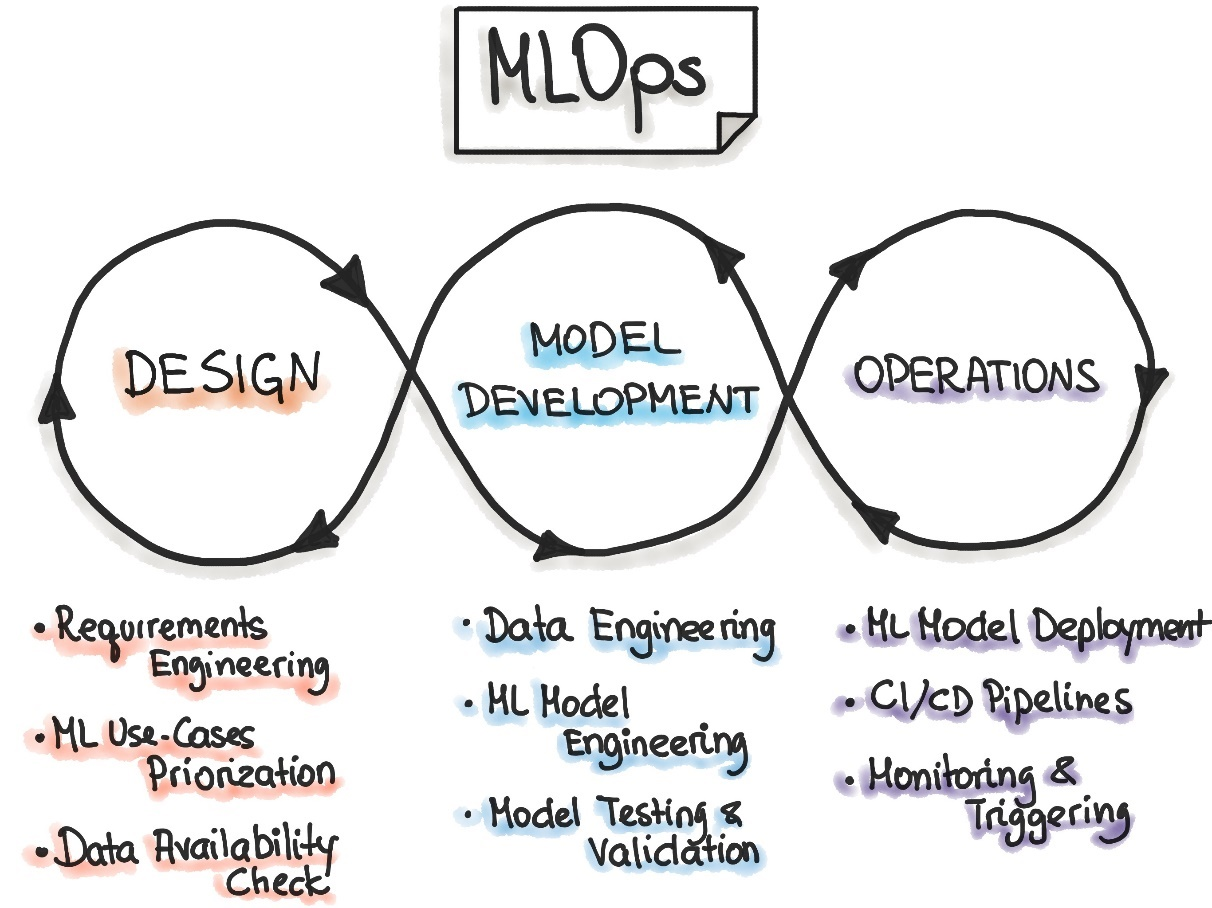 MLOps
DESIGN
MODEL
DEVELOPMENT
OPERATIONS
• Requirements
Engineering
• ML Use-Cases
Priorization
• Data Availability
Check
• Data Engineering
• ML Model
Engineering
• Model Testing &
Validation
• ML Model Deployment
• CI/CD Pipelines
• Monitoring &
Triggering